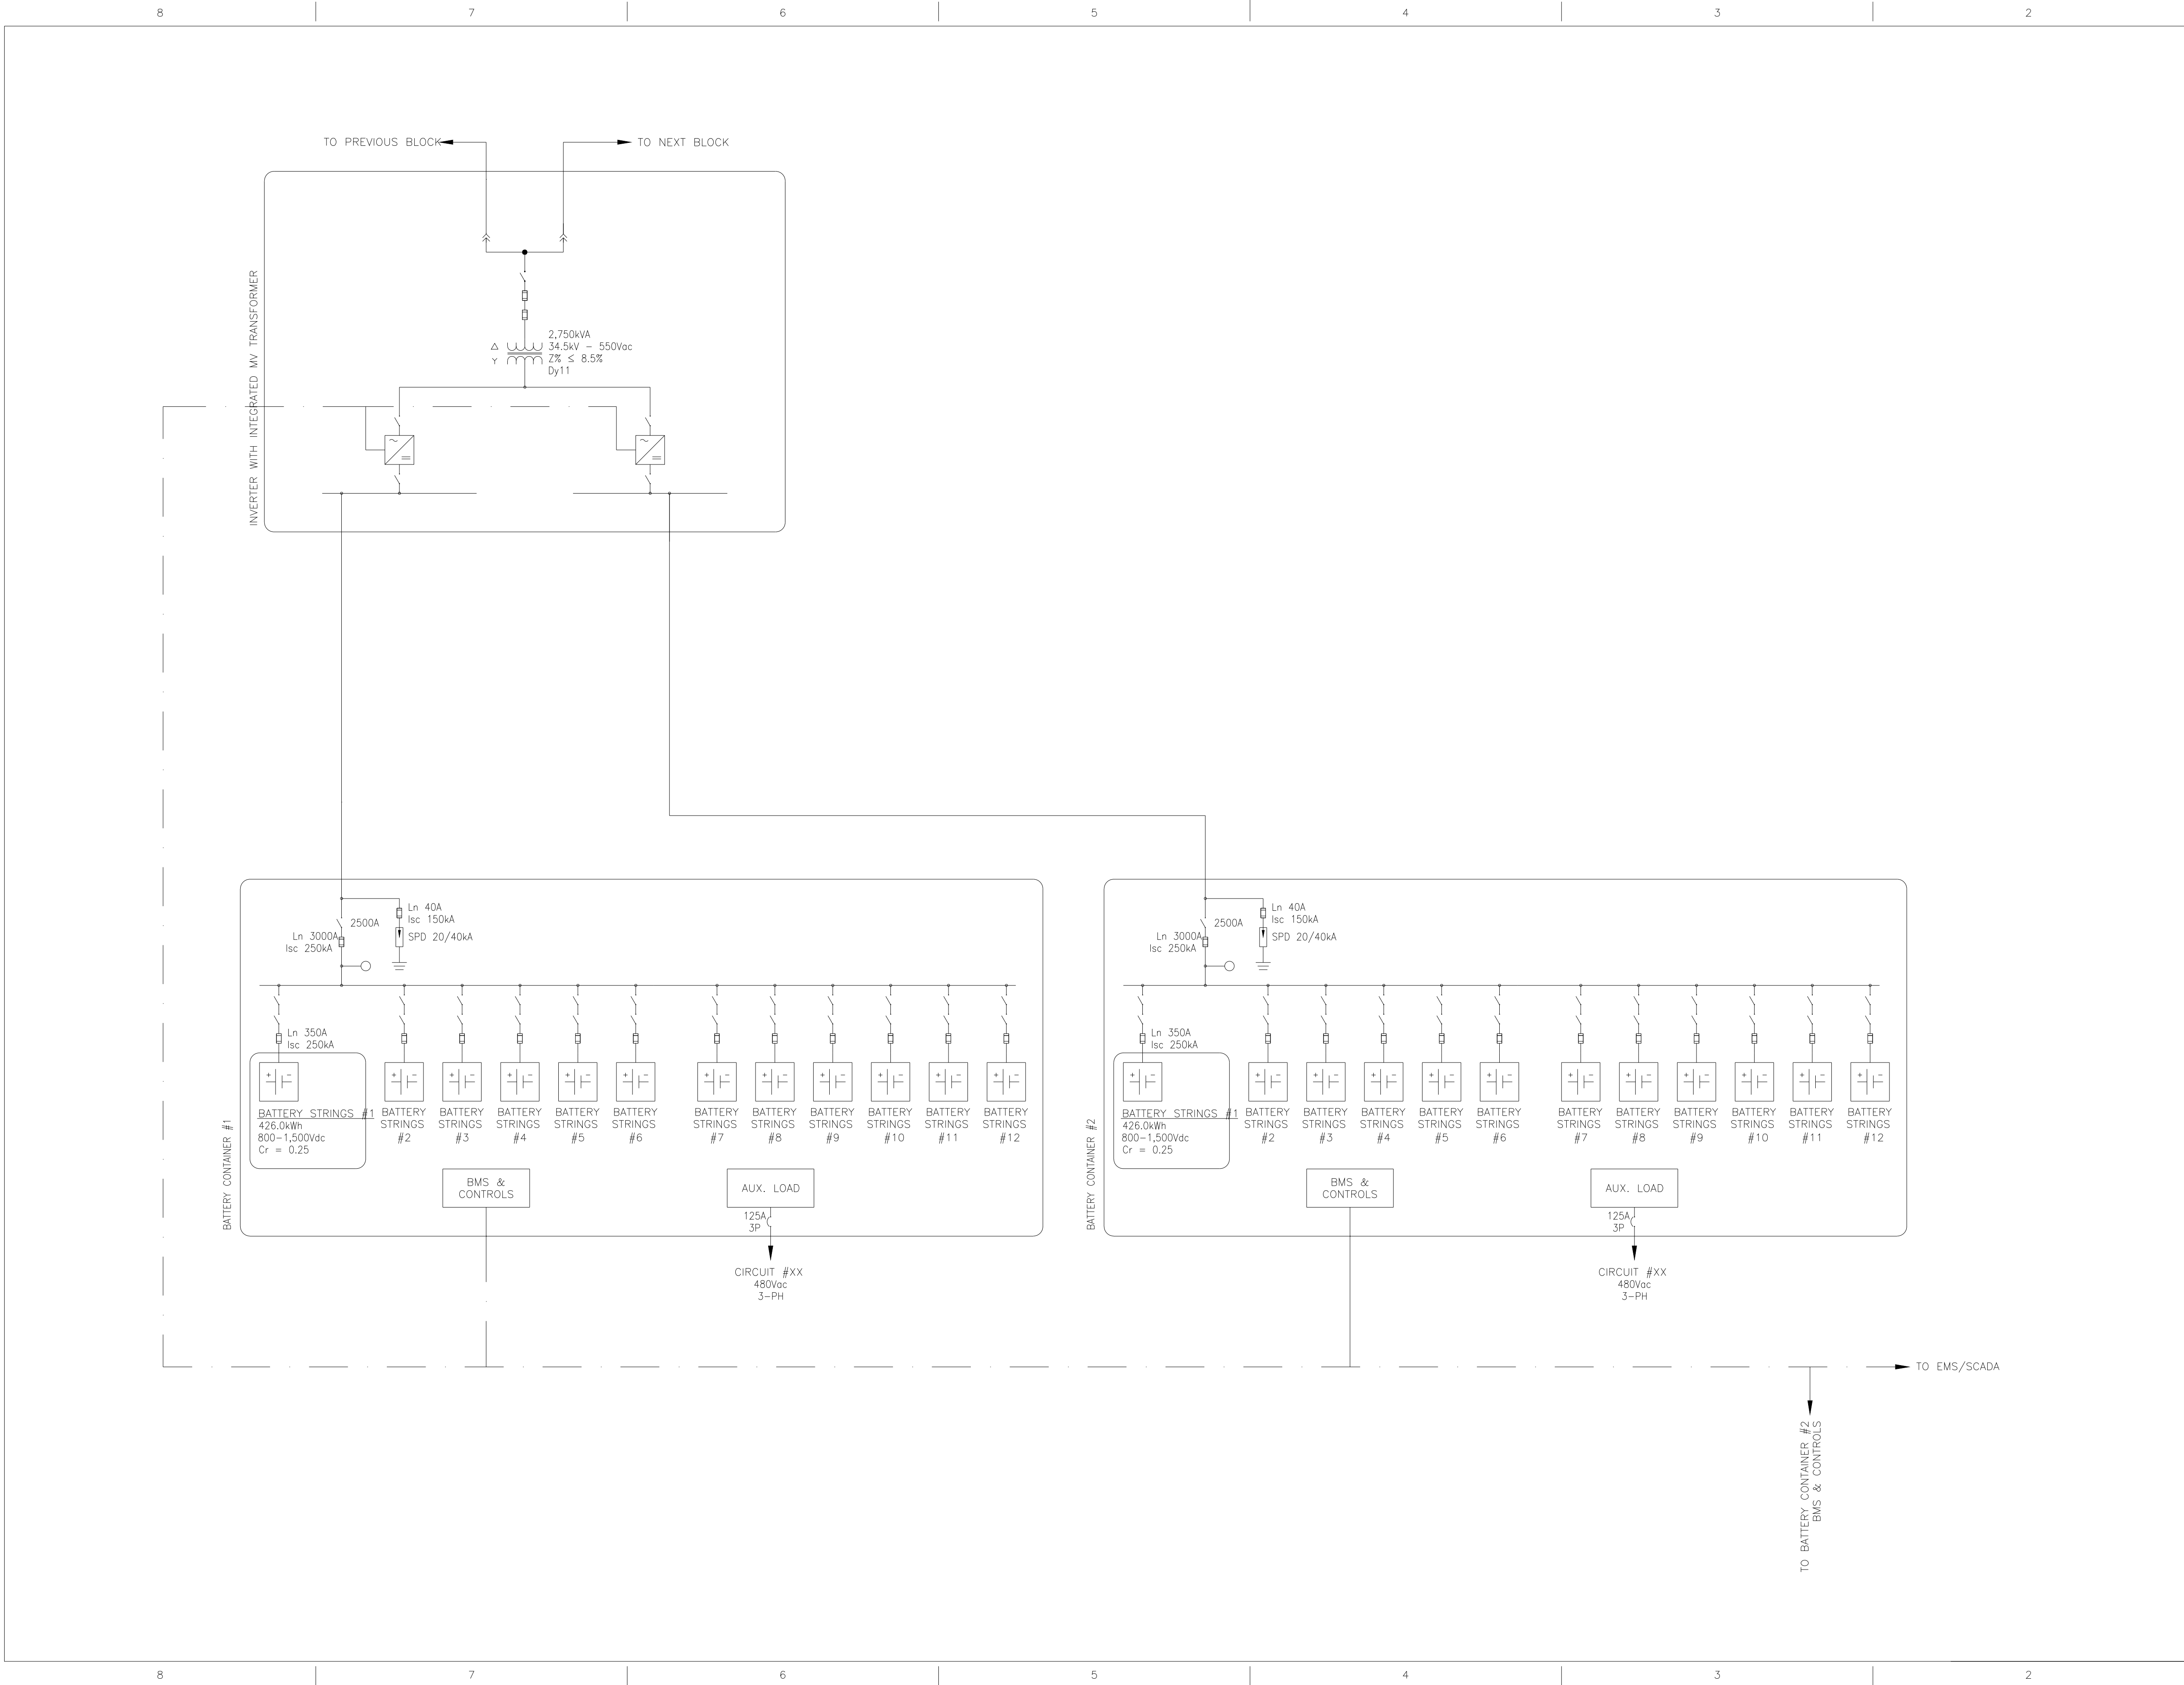 8 7 6 5 4 3 2
TO PREVIOUS BLOCK
TO NEXT BLOCK
INVERTER WITH INTEGRATED MV TRANSFORMER
2,750kVA
34.5kV - 550Vac
Z% ≤ 8.5%
Dy11
BATTERY CONTAINER #1
Ln 40A
Isc 150kA
2500A
SPD 20/40kA
Ln 3000A
Isc 250kA
Ln 350A
Isc 250kA
BATTERY STRINGS #1
426.0kWh
800-1,500Vdc
Cr = 0.25
BATTERY
STRINGS
#2
BATTERY
STRINGS
#3
BATTERY
STRINGS
#4
BATTERY
STRINGS
#5
BATTERY
STRINGS
#6
BATTERY
STRINGS
#7
BATTERY
STRINGS
#8
BATTERY
STRINGS
#9
BATTERY
STRINGS
#10
BATTERY
STRINGS
#11
BATTERY
STRINGS
#12
BMS &
CONTROLS
AUX. LOAD
125A
3P
CIRCUIT #XX
480Vac
3-PH
BATTERY CONTAINER #2
Ln 40A
Isc 150kA
2500A
SPD 20/40kA
Ln 3000A
Isc 250kA
Ln 350A
Isc 250kA
BATTERY STRINGS #1
426.0kWh
800-1,500Vdc
Cr = 0.25
BATTERY
STRINGS
#2
BATTERY
STRINGS
#3
BATTERY
STRINGS
#4
BATTERY
STRINGS
#5
BATTERY
STRINGS
#6
BATTERY
STRINGS
#7
BATTERY
STRINGS
#8
BATTERY
STRINGS
#9
BATTERY
STRINGS
#10
BATTERY
STRINGS
#11
BATTERY
STRINGS
#12
BMS &
CONTROLS
AUX. LOAD
125A
3P
CIRCUIT #XX
480Vac
3-PH
TO EMS/SCADA
TO BATTERY CONTAINER #2
BMS & CONTROLS
8 7 6 5 4 3 2